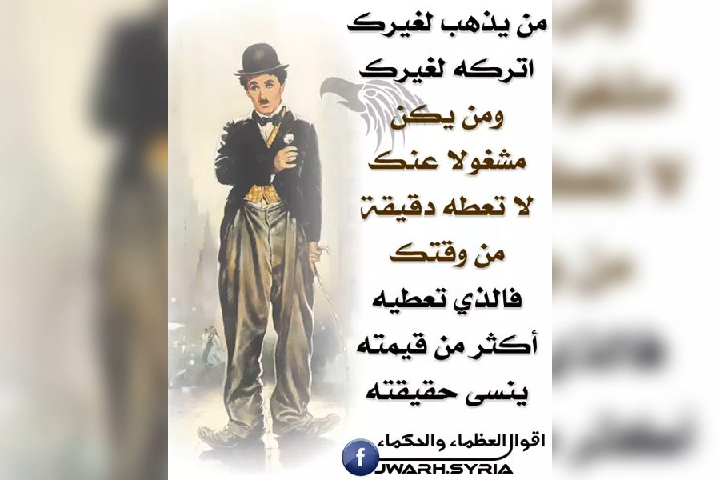 من يذهب لغيرك
اتركه لغيرك
ومن يكن
مشغولا عنك
لا تعطه دقيقة
من وقتك
فالذي تعطيه
أكثر من قيمته
ينسى حقيقته
اقوال العظماء والحكماء
f JWARH.SYRIA